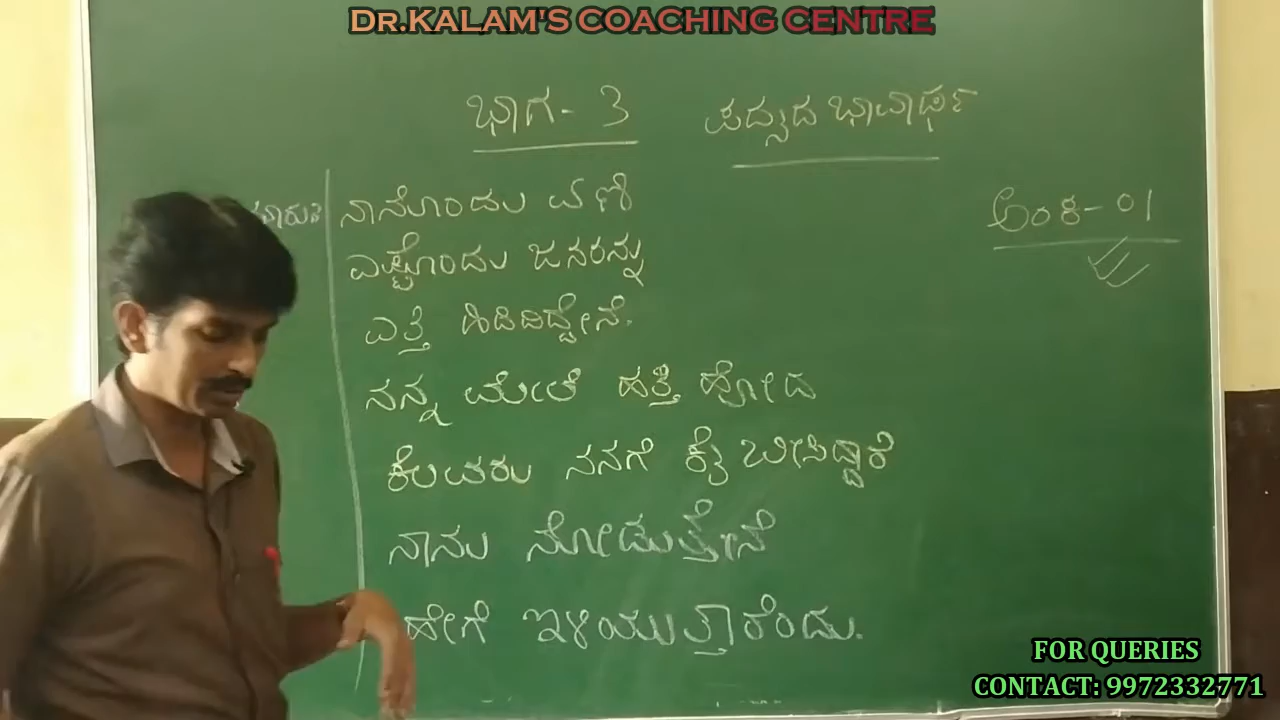 DR.KALAM'S COACHING CENTRE
ಭಾಗ- 3 ಪದ್ಯದ ಭಾವಾರ್ಥ
ಅಂಕ- 01
ನಾನೊಂದು ಏಣಿ
ಎಷ್ಟೊಂದು ಜನರನ್ನು
ಎತ್ತಿ ಹಿಡಿದಿದ್ದೇನೆ.
ನನ್ನ ಮೇಲೆ ಹತ್ತಿ ಹೋದ
ಕೆಲವರು ನನಗೆ ಕೈ ಬೀಸಿದ್ದಾರೆ
ನಾನು ನೋಡುತ್ತೇನೆ
ಹೇಗೆ ಇಳಿಯುತ್ತಾರೆಂದು.
FOR QUERIES
CONTACT: 9972332771